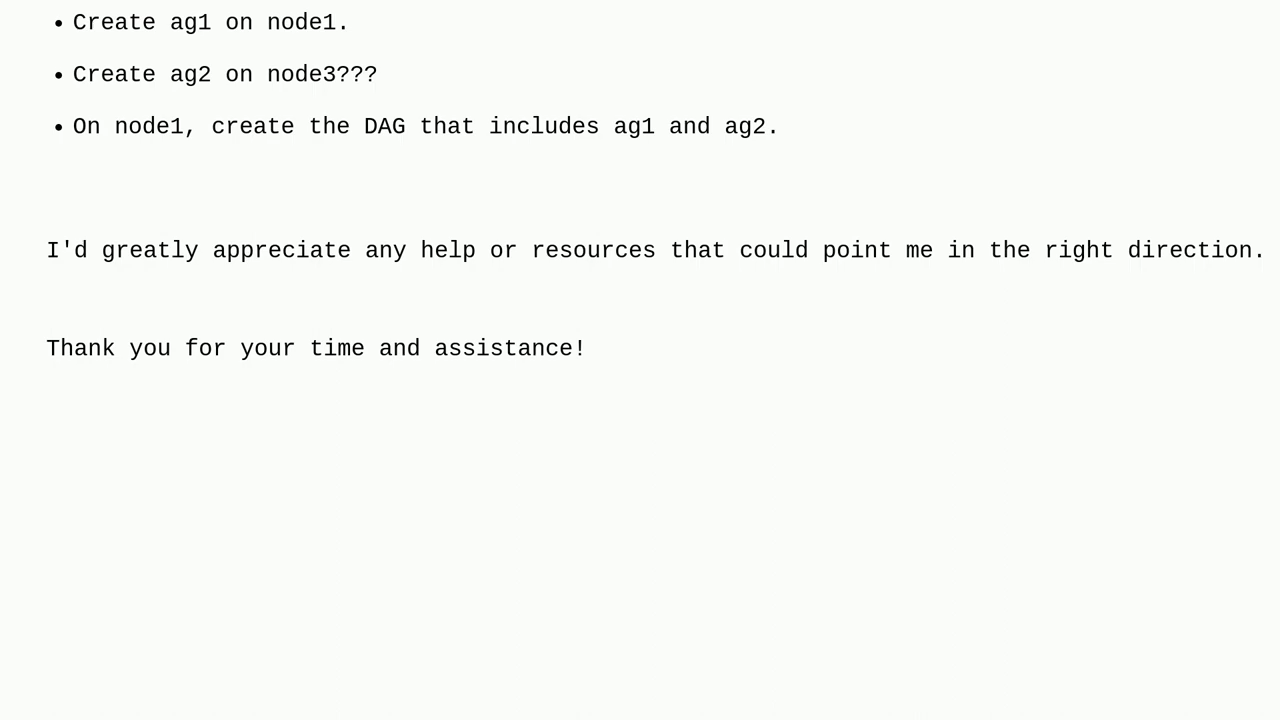 • Create ag1 on node1.
• Create ag2 on node3???
• On node1, create the DAG that includes ag1 and ag2.
I'd greatly appreciate any help or resources that could point me in the right direction.
Thank you for your time and assistance!